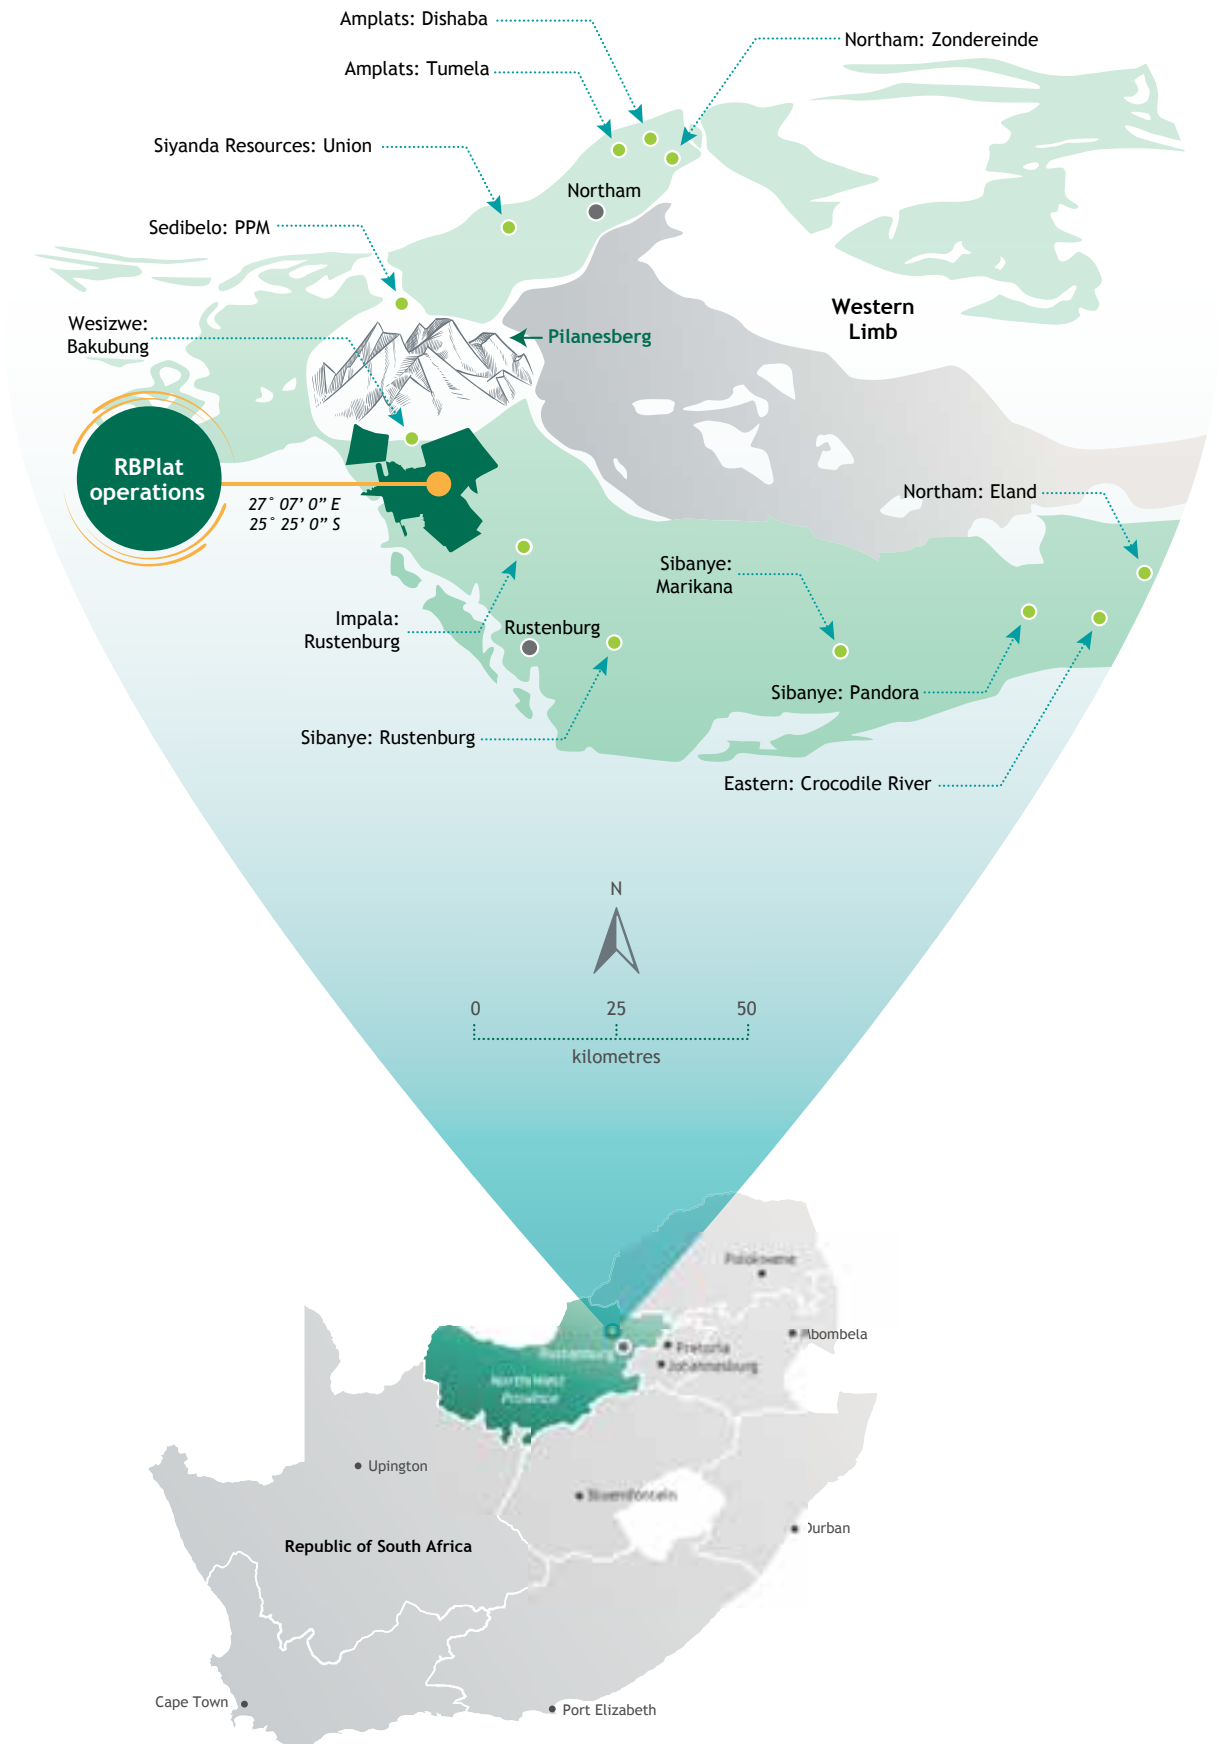 Amplats: Dishaba
Northam: Zondereinde
Amplats: Tumela
Siyanda Resources: Union
Northam
Sedibelo: PPM
Western
Limb
Wesizwe:
Bakubung
Pilanesberg
RBPlat
operations
27° 07’ 0” E
25° 25’ 0” S
Northam: Eland
Sibanye:
Marikana
Impala:
Rustenburg
Rustenburg
Sibanye: Pandora
Sibanye: Rustenburg
Eastern: Crocodile River
N
0 25 50
kilometres
Polokwane
Mbombela
Pretoria
Rustenburg
Johannesburg
North West
Province
Upington
Bloemfontein
Durban
Republic of South Africa
Cape Town
Port Elizabeth